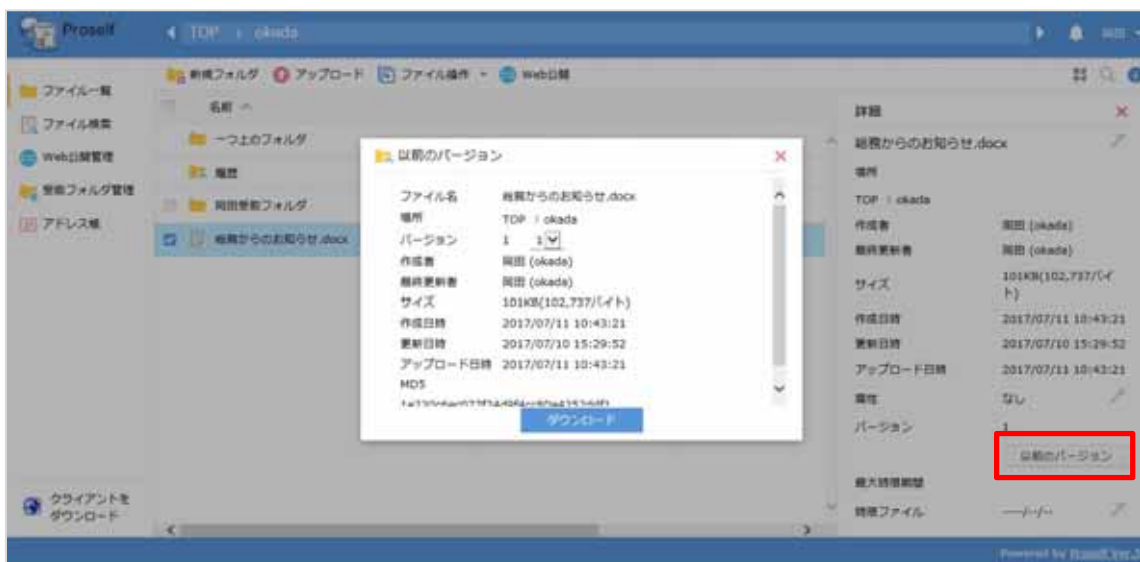 Proself
TOP okada
新規フォルダ アップロード ファイル操作 Web公開
ファイル一覧
ファイル検索
Web公開管理
受取フォルダ管理
アドレス帳
クライアントを
ダウンロード
名前
一つ上のフォルダ
履歴
岡田受取フォルダ
総務からのお知らせ.docx
以前のバージョン
ファイル名 総務からのお知らせ.docx
場所 TOP okada
バージョン 1 1
作成者 岡田 (okada)
最終更新者 岡田 (okada)
サイズ 101KB(102,737バイト)
作成日時 2017/07/11 10:43:21
更新日時 2017/07/10 15:29:52
アップロード日時 2017/07/11 10:43:21
MD5
ダウンロード
詳細
総務からのお知らせ.docx
場所
TOP okada
作成者 岡田 (okada)
最終更新者 岡田 (okada)
サイズ 101KB(102,737バイ
ト)
作成日時 2017/07/11 10:43:21
更新日時 2017/07/10 15:29:52
アップロード日時 2017/07/11 10:43:21
属性 なし
バージョン 1
以前のバージョン
最大時限期間
時限ファイル ----/--/--
Powered by Proself Ver.